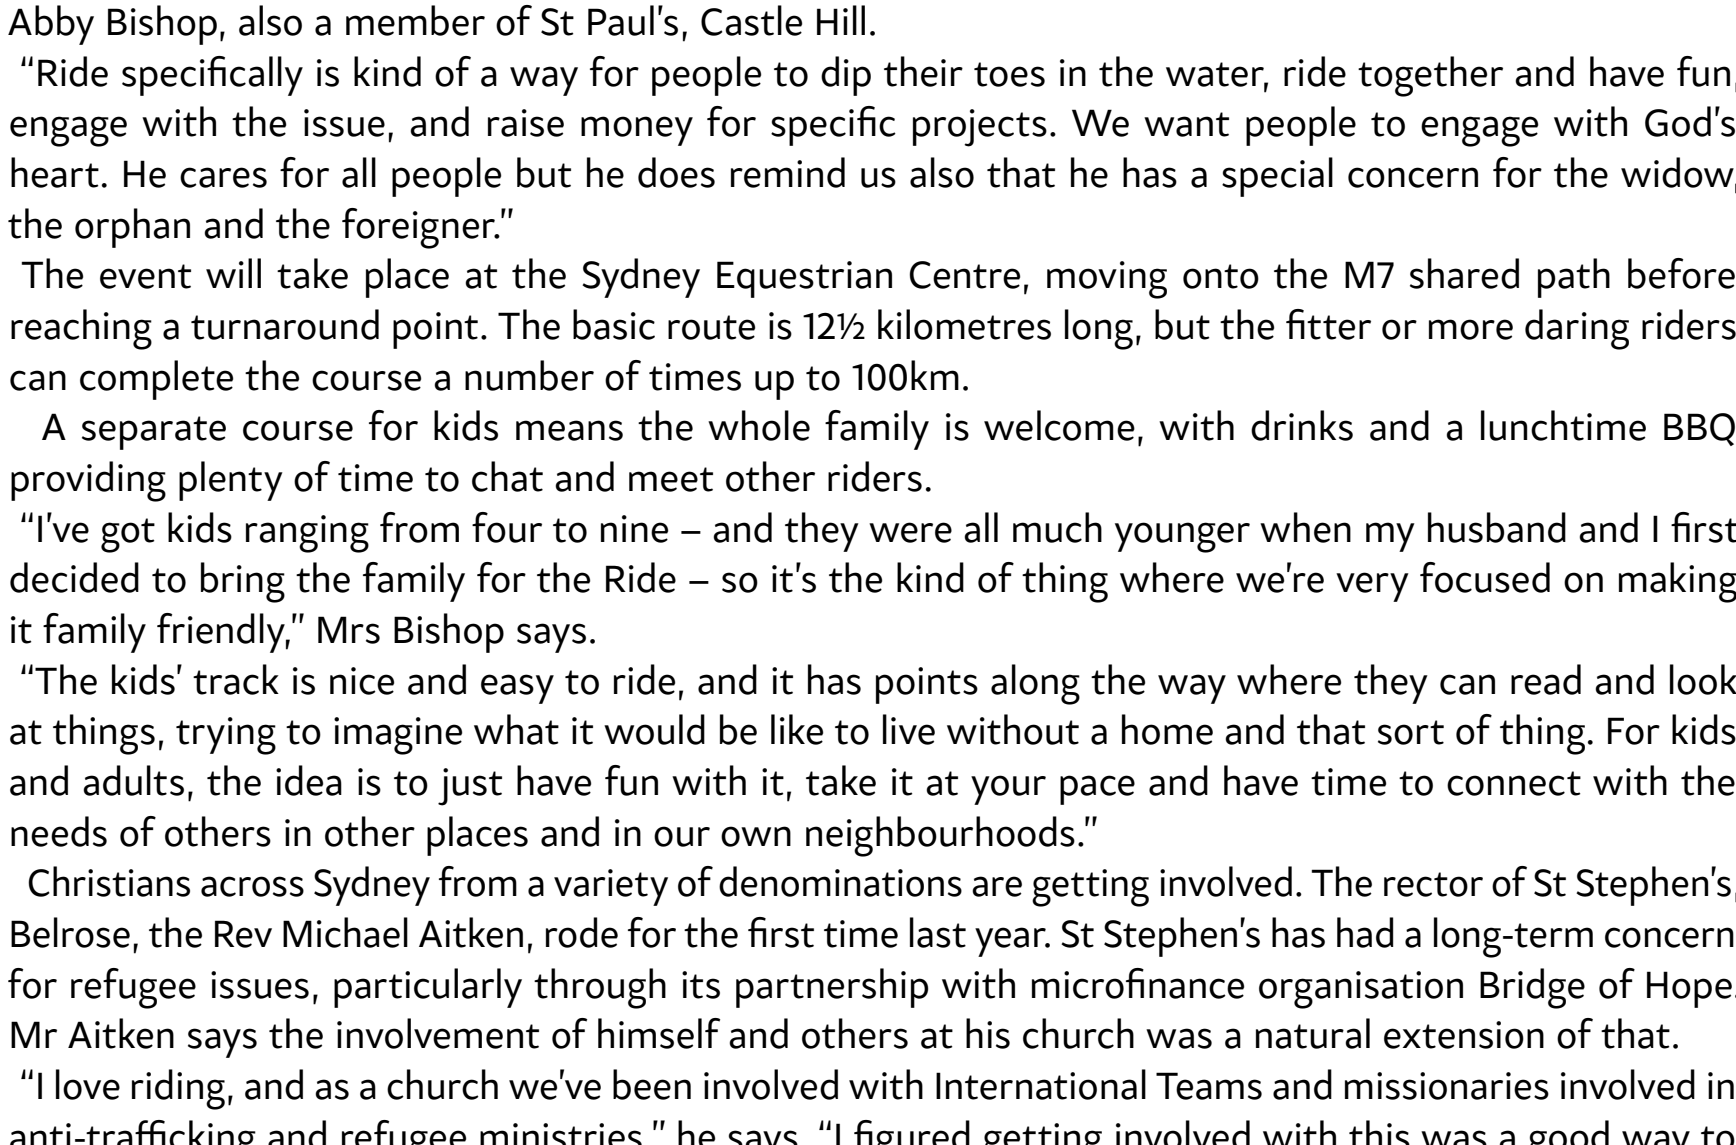 Abby Bishop, also a member of St Paul's, Castle Hill.
“Ride specifically is kind of a way for people to dip their toes in the water, ride together and have fun,
engage with the issue, and raise money for specific projects. We want people to engage with God's
heart. He cares for all people but he does remind us also that he has a special concern for the widow,
the orphan and the foreigner.”
The event will take place at the Sydney Equestrian Centre, moving onto the M7 shared path before
reaching a turnaround point. The basic route is 12½ kilometres long, but the fitter or more daring riders
can complete the course a number of times up to 100km.
A separate course for kids means the whole family is welcome, with drinks and a lunchtime BBQ
providing plenty of time to chat and meet other riders.
“I've got kids ranging from four to nine – and they were all much younger when my husband and I first
decided to bring the family for the Ride – so it's the kind of thing where we're very focused on making
it family friendly,” Mrs Bishop says.
“The kids' track is nice and easy to ride, and it has points along the way where they can read and look
at things, trying to imagine what it would be like to live without a home and that sort of thing. For kids
and adults, the idea is to just have fun with it, take it at your pace and have time to connect with the
needs of others in other places and in our own neighbourhoods.”
Christians across Sydney from a variety of denominations are getting involved. The rector of St Stephen's,
Belrose, the Rev Michael Aitken, rode for the first time last year. St Stephen's has had a long-term concern
for refugee issues, particularly through its partnership with microfinance organisation Bridge of Hope.
Mr Aitken says the involvement of himself and others at his church was a natural extension of that.
“I love riding, and as a church we've been involved with International Teams and missionaries involved in
anti-trafficking and refugee ministries,” he says. “I figured getting involved with this was a good way to